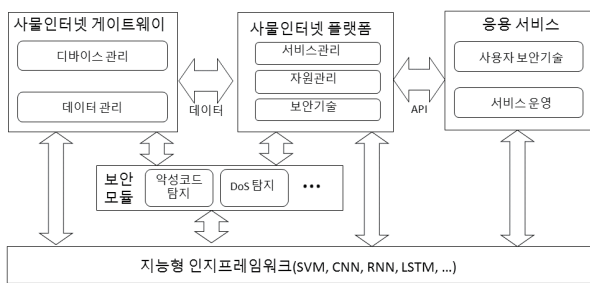 사물인터넷 게이트웨이
디바이스 관리
데이터 관리
데이터
사물인터넷 플랫폼
서비스관리
자원관리
보안기술
API
응용 서비스
사용자 보안기술
서비스 운영
보안
모듈
악성코드
탐지
DoS 탐지
•••
지능형 인지프레임워크(SVM, CNN, RNN, LSTM, ...)